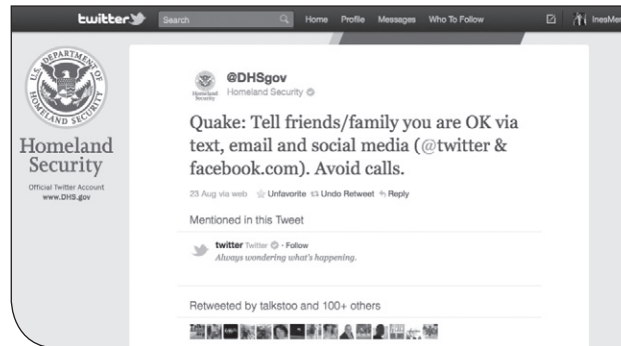 twitter Search Home Profile Messages Who To Follow InesMer
U.S. DEPARTMENT OF HOMELAND SECURITY
Homeland
Security
Official Twitter Account
www.DHS.gov
@DHSgov
Homeland Security
Homeland
Security
Quake: Tell friends/family you are OK via
text, email and social media (@twitter &
facebook.com). Avoid calls.
23 Aug via web Unfavorite Undo Retweet Reply
Mentioned in this Tweet
twitter Twitter · Follow
Always wondering what's happening.
Retweeted by talkstoo and 100+ others